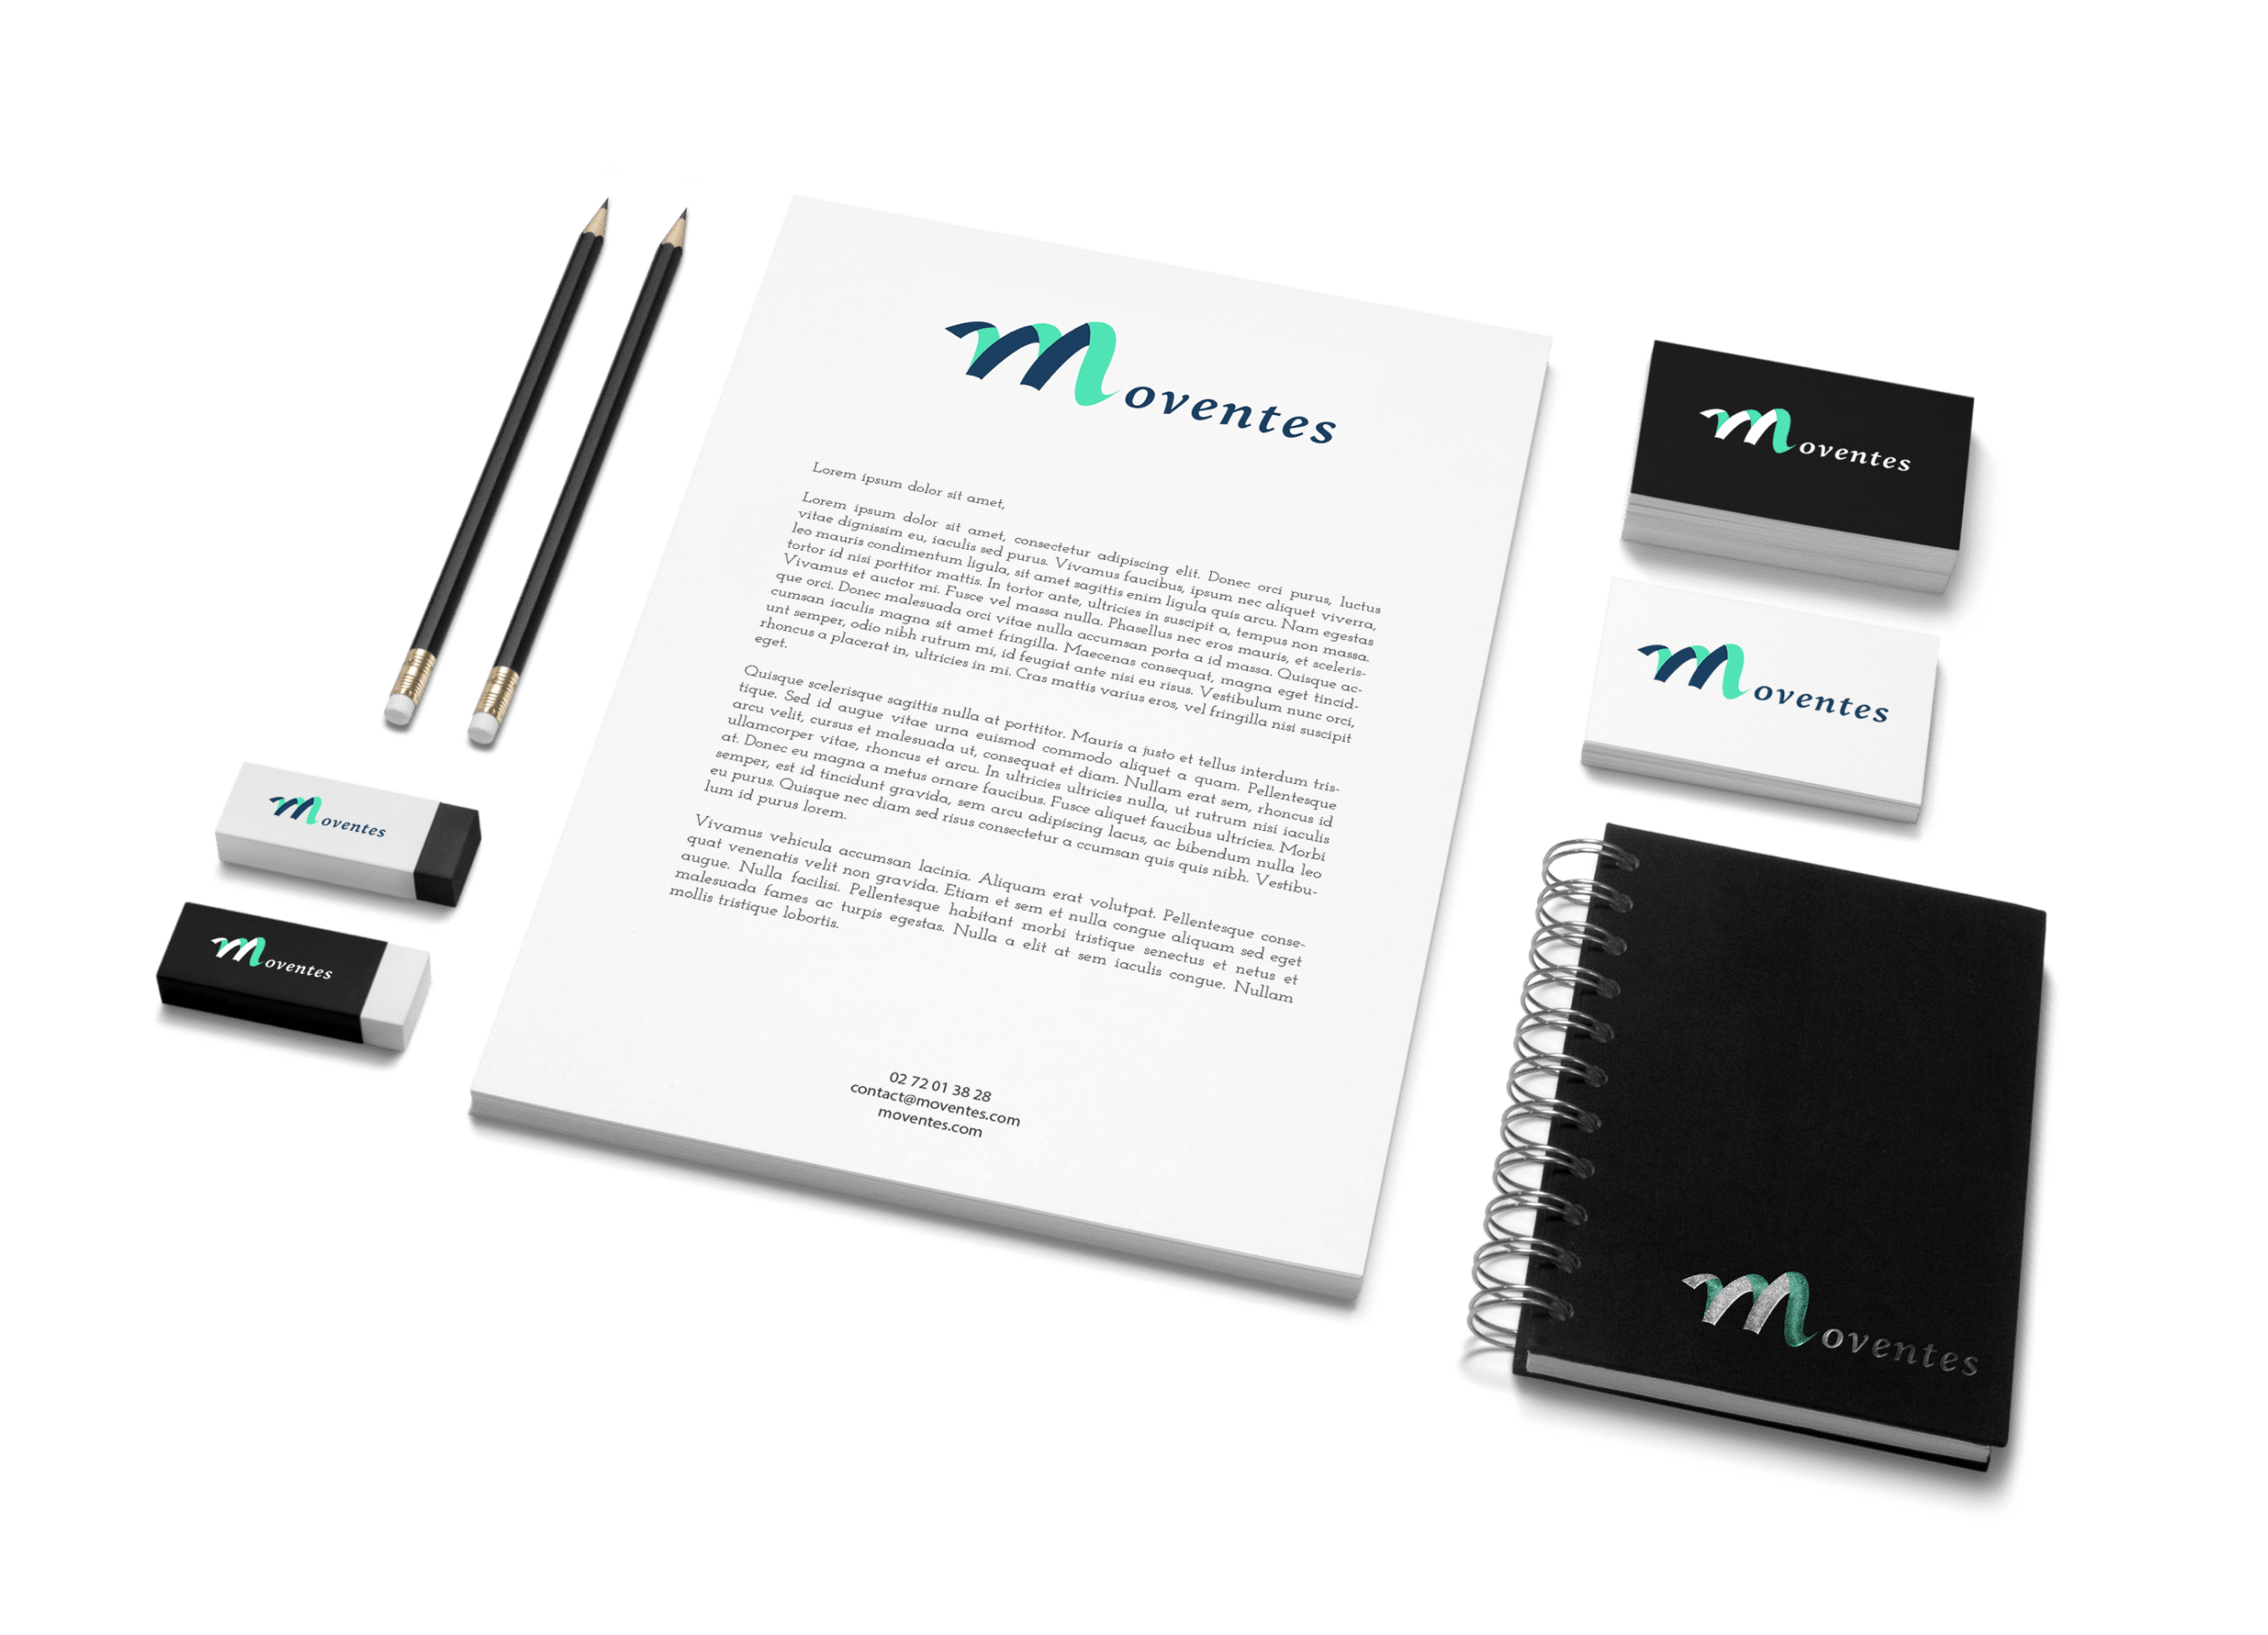 Moventes
Lorem ipsum dolor sit amet,
Lorem ipsum dolor sit amet, consectetur adipiscing elit. Donec orci purus, luctus
vitae dignissim eu, iaculis sed purus. Vivamus faucibus, ipsum nec aliquet viverra,
leo mauris condimentum ligula, sit amet sagittis enim ligula quis arcu. Nam egestas
tortor id nisi porttitor mattis. In tortor ante, ultricies in suscipit a, tempus non massa.
Vivamus et auctor mi. Fusce vel massa nulla. Phasellus nec eros mauris, et sceleris-
que orci. Donec malesuada orci vitae nulla accumsan porta a id massa. Quisque ac-
cumsan iaculis magna sit amet fringilla. Maecenas consequat, magna eget tincid-
unt semper, odio nibh rutrum mi, id feugiat ante nisi eu risus. Vestibulum nunc orci,
rhoncus a placerat in, ultricies in mi. Cras mattis varius eros, vel fringilla nisi suscipit
eget.
Quisque scelerisque sagittis nulla at porttitor. Mauris a justo et tellus interdum tris-
tique. Sed id augue vitae urna euismod commodo aliquet a quam. Pellentesque
arcu velit, cursus et malesuada ut, consequat et diam. Nullam erat sem, rhoncus id
ullamcorper vitae, rhoncus et arcu. In ultricies ultricies nulla, ut rutrum nisi iaculis
at. Donec eu magna a metus ornare faucibus. Fusce aliquet faucibus ultricies. Morbi
semper, est id tincidunt gravida, sem arcu adipiscing lacus, ac bibendum nulla leo
eu purus. Quisque nec diam sed risus consectetur a ccumsan quis quis nibh. Vestibu-
lum id purus lorem.
Vivamus vehicula accumsan lacinia. Aliquam erat volutpat. Pellentesque conse-
quat venenatis velit non gravida. Etiam et sem et nulla congue aliquam sed eget
augue. Nulla facilisi. Pellentesque habitant morbi tristique senectus et netus et
malesuada fames ac turpis egestas. Nulla a elit at sem iaculis congue. Nullam
mollis tristique lobortis.
02 72 01 38 28
contact@moventes.com
moventes.com
Moventes
Moventes
Moventes
Moventes
Moventes